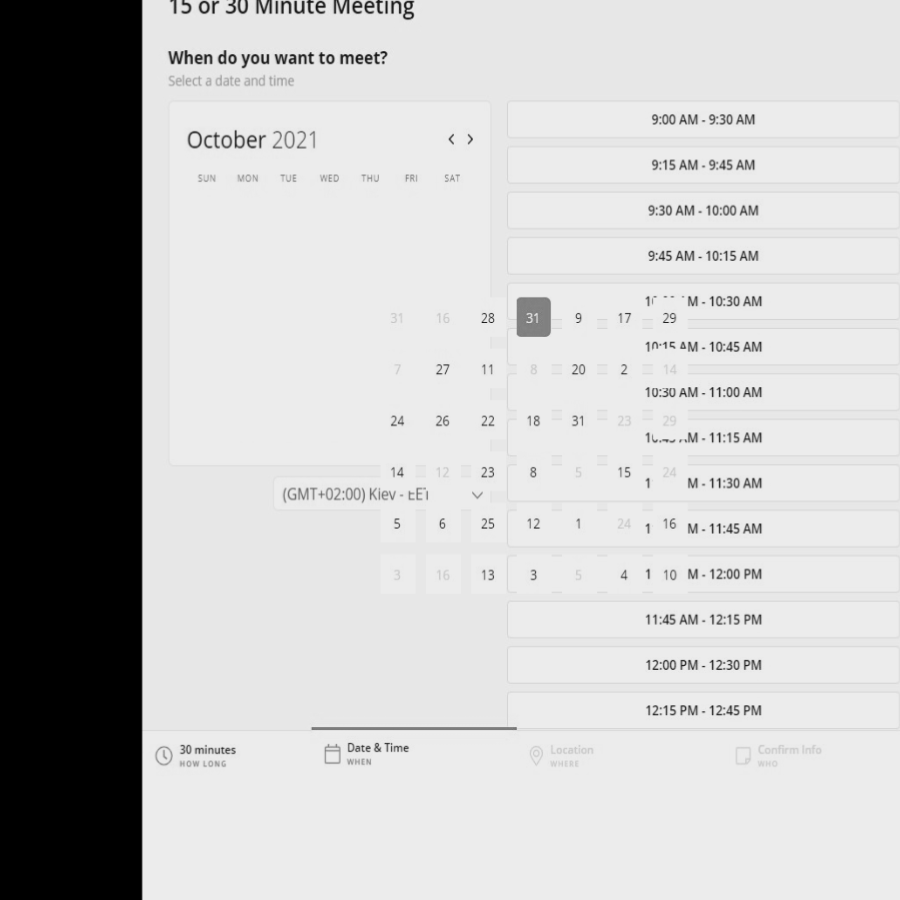 15 or 30 Minute Meeting
When do you want to meet?
Select a date and time
October 2021
SUN MON TUE WED THU FRI SAT
9:00 AM - 9:30 AM
9:15 AM - 9:45 AM
9:30 AM - 10:00 AM
9:45 AM - 10:15 AM
M - 10:30 AM
31 16 28 31 9 17 29
10:15 AM - 10:45 AM
7 27 11 8 20 2 14
10:30 AM - 11:00 AM
24 26 22 18 31 23 29
AM - 11:15 AM
14 12 23 8 5 15 24
M - 11:30 AM
(GMT+02:00) Kiev - EET
5 6 25 12 1 24 16
M - 11:45 AM
3 16 13 3 5 4 10
M - 12:00 PM
11:45 AM - 12:15 PM
12:00 PM - 12:30 PM
12:15 PM - 12:45 PM
30 minutes
HOW LONG
Date & Time
WHEN
Location
WHERE
Confirm Info
WHO